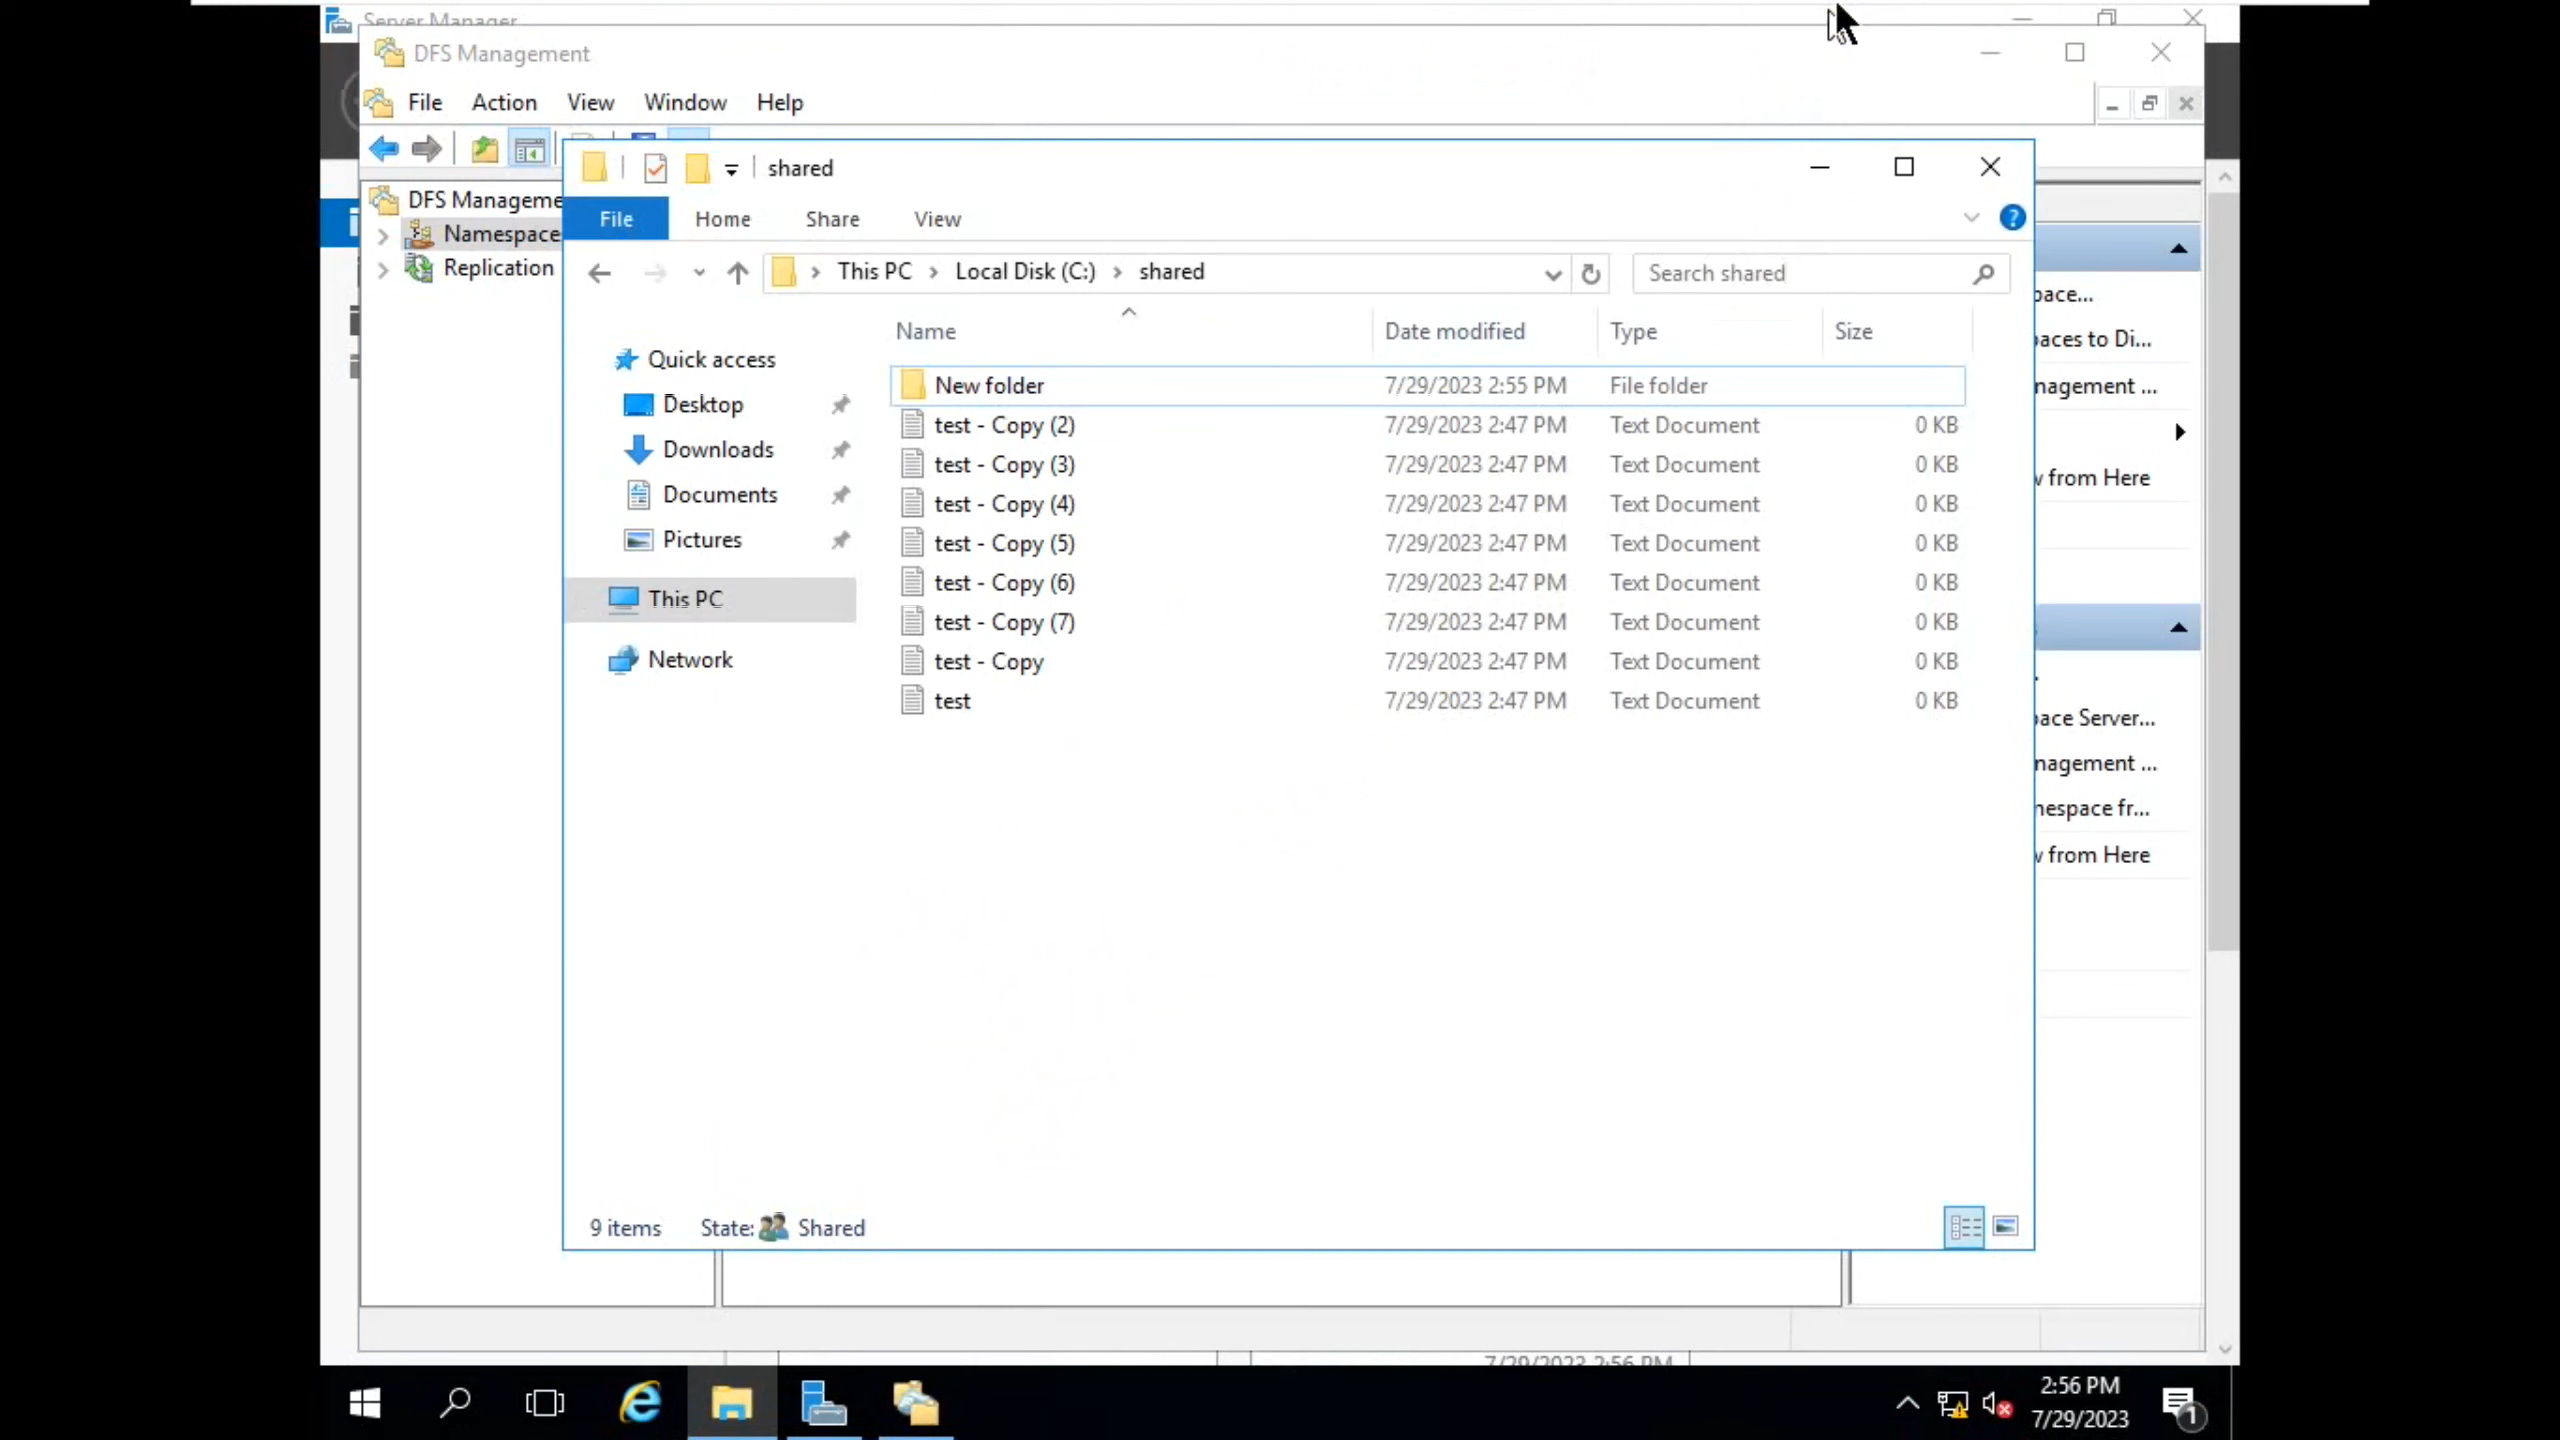 Server Manager
DFS Management
File Action View Window Help
shared
DFS Manageme
Namespace
Replication
File Home Share View
This PC Local Disk (C:) shared
Search shared
Name Date modified Type Size
Quick access
Desktop
Downloads
Documents
Pictures
This PC
Network
New folder 7/29/2023 2:55 PM File folder
test - Copy (2) 7/29/2023 2:47 PM Text Document 0 KB
test - Copy (3) 7/29/2023 2:47 PM Text Document 0 KB
test - Copy (4) 7/29/2023 2:47 PM Text Document 0 KB
test - Copy (5) 7/29/2023 2:47 PM Text Document 0 KB
test - Copy (6) 7/29/2023 2:47 PM Text Document 0 KB
test - Copy (7) 7/29/2023 2:47 PM Text Document 0 KB
test - Copy 7/29/2023 2:47 PM Text Document 0 KB
test 7/29/2023 2:47 PM Text Document 0 KB
pace...
paces to Di...
nagement ...
w from Here
pace Server...
nagement ...
nespace fr...
w from Here
9 items State: Shared
7/29/2023 2:56 PM
2:56 PM
7/29/2023
1